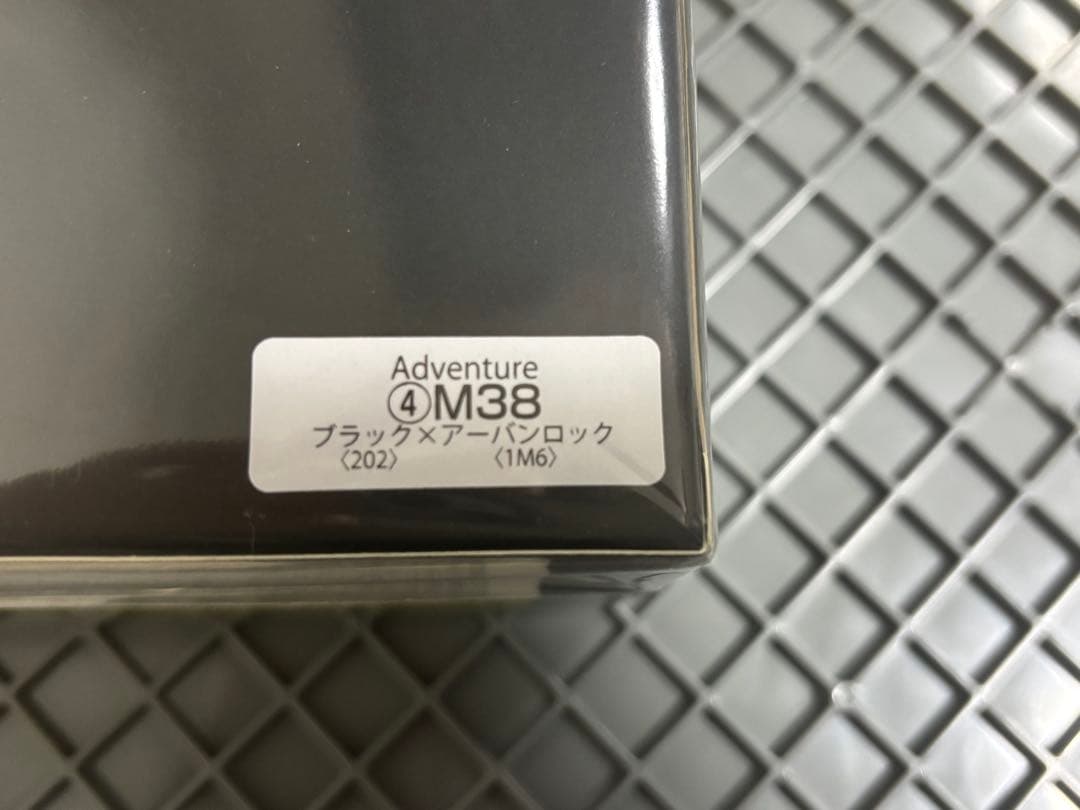 Adventure
④M38
ブラック×アーバンロック
〈202〉 〈1M6〉